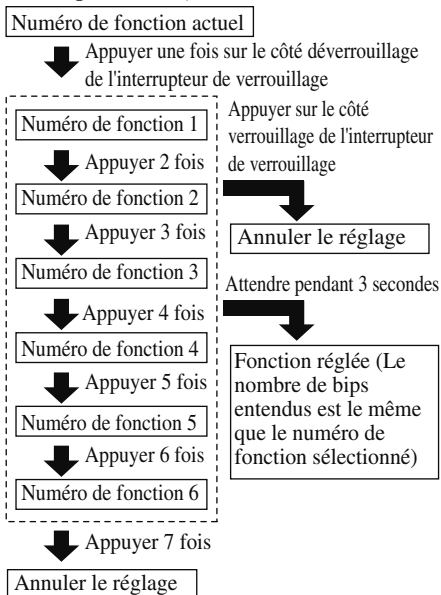 Numéro de fonction actuel
Appuyer une fois sur le côté déverrouillage
de l'interrupteur de verrouillage
Numéro de fonction 1
Appuyer 2 fois
Numéro de fonction 2
Appuyer 3 fois
Numéro de fonction 3
Appuyer 4 fois
Numéro de fonction 4
Appuyer 5 fois
Numéro de fonction 5
Appuyer 6 fois
Numéro de fonction 6
Appuyer 7 fois
Annuler le réglage
Appuyer sur le côté
verrouillage de l'interrupteur
de verrouillage
Annuler le réglage
Attendre pendant 3 secondes
Fonction réglée (Le
nombre de bips
entendus est le même
que le numéro de
fonction sélectionné)